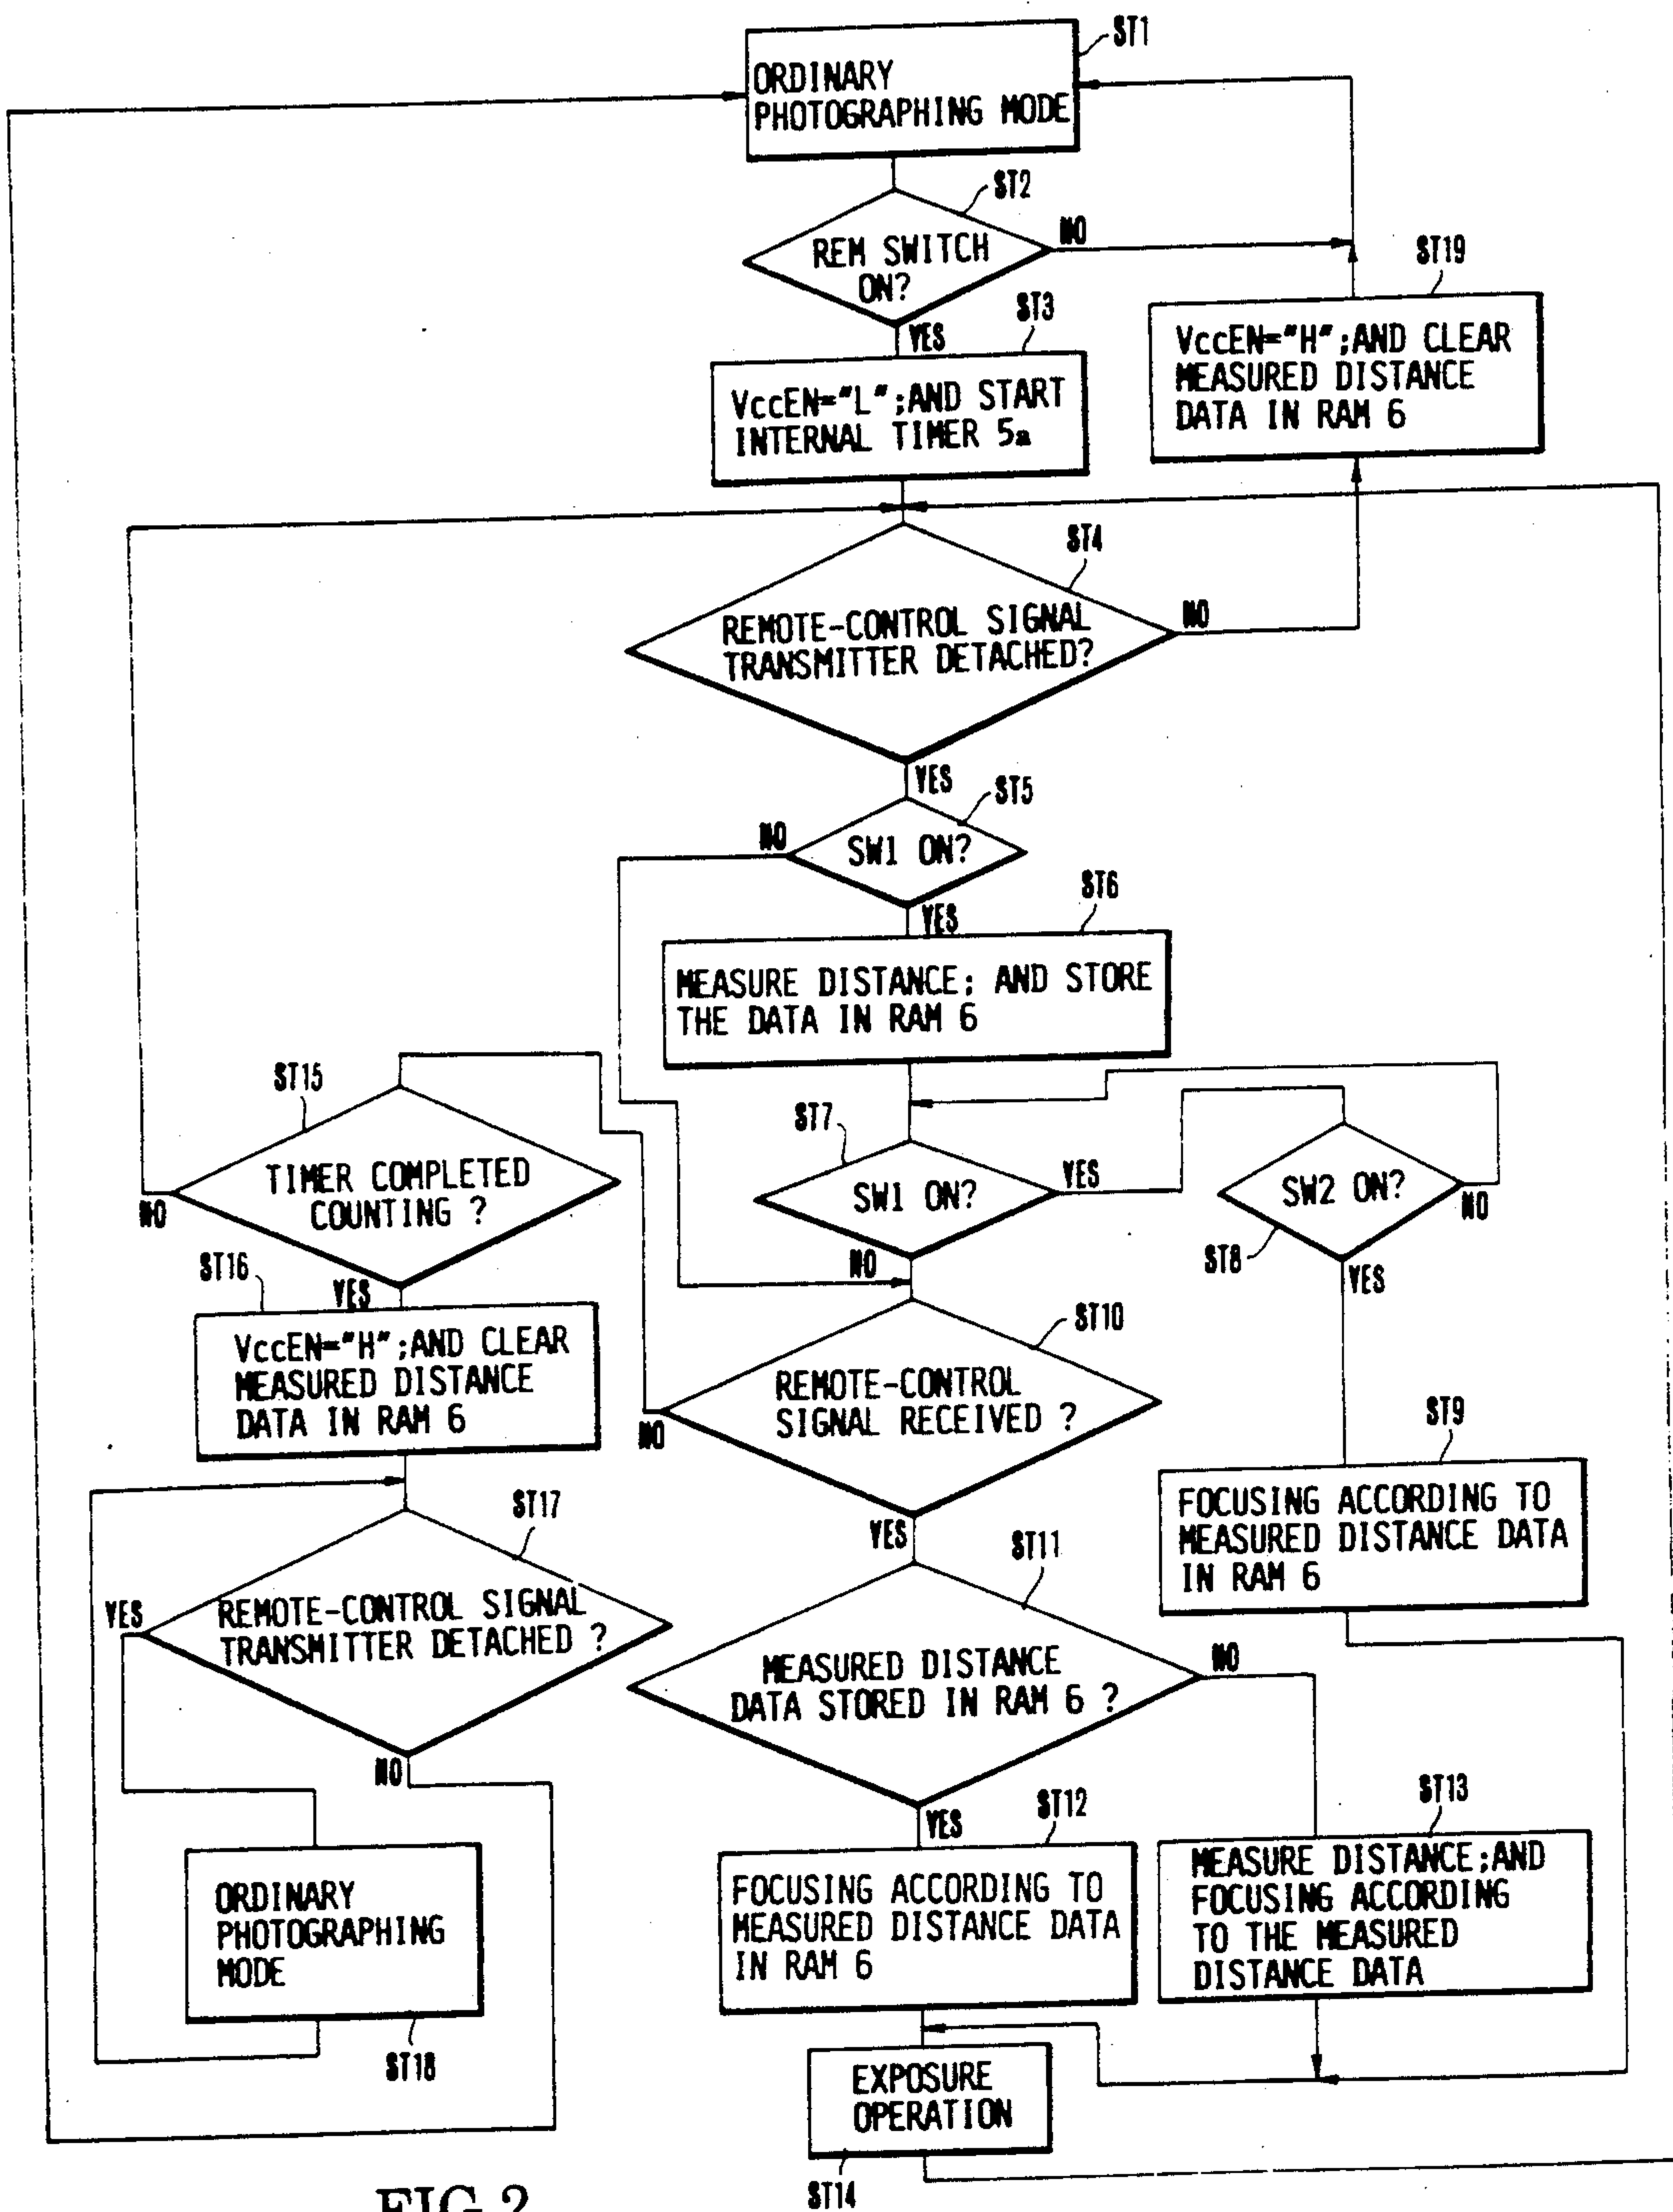 ST1
ORDINARY
PHOTOGRAPHING MODE
ST2
REM SWITCH
ON?
NO
YES
ST3
VccEN="L";AND START
INTERNAL TIMER 5a
ST19
VccEN="H";AND CLEAR
MEASURED DISTANCE
DATA IN RAM 6
ST4
REMOTE-CONTROL SIGNAL
TRANSMITTER DETACHED?
NO
YES
ST5
SW1 ON?
NO
YES
ST6
MEASURE DISTANCE; AND STORE
THE DATA IN RAM 6
ST7
SW1 ON?
YES
NO
ST8
SW2 ON?
NO
YES
ST9
FOCUSING ACCORDING TO
MEASURED DISTANCE DATA
IN RAM 6
ST10
REMOTE-CONTROL
SIGNAL RECEIVED ?
NO
YES
ST11
MEASURED DISTANCE
DATA STORED IN RAM 6 ?
NO
YES
ST12
FOCUSING ACCORDING TO
MEASURED DISTANCE DATA
IN RAM 6
ST13
MEASURE DISTANCE;AND
FOCUSING ACCORDING
TO THE MEASURED
DISTANCE DATA
EXPOSURE
OPERATION
ST14
ST15
TIMER COMPLETED
COUNTING ?
NO
YES
ST16
VccEN="H";AND CLEAR
MEASURED DISTANCE
DATA IN RAM 6
ST17
REMOTE-CONTROL SIGNAL
TRANSMITTER DETACHED ?
YES
NO
ORDINARY
PHOTOGRAPHING
MODE
ST18
FIG.2